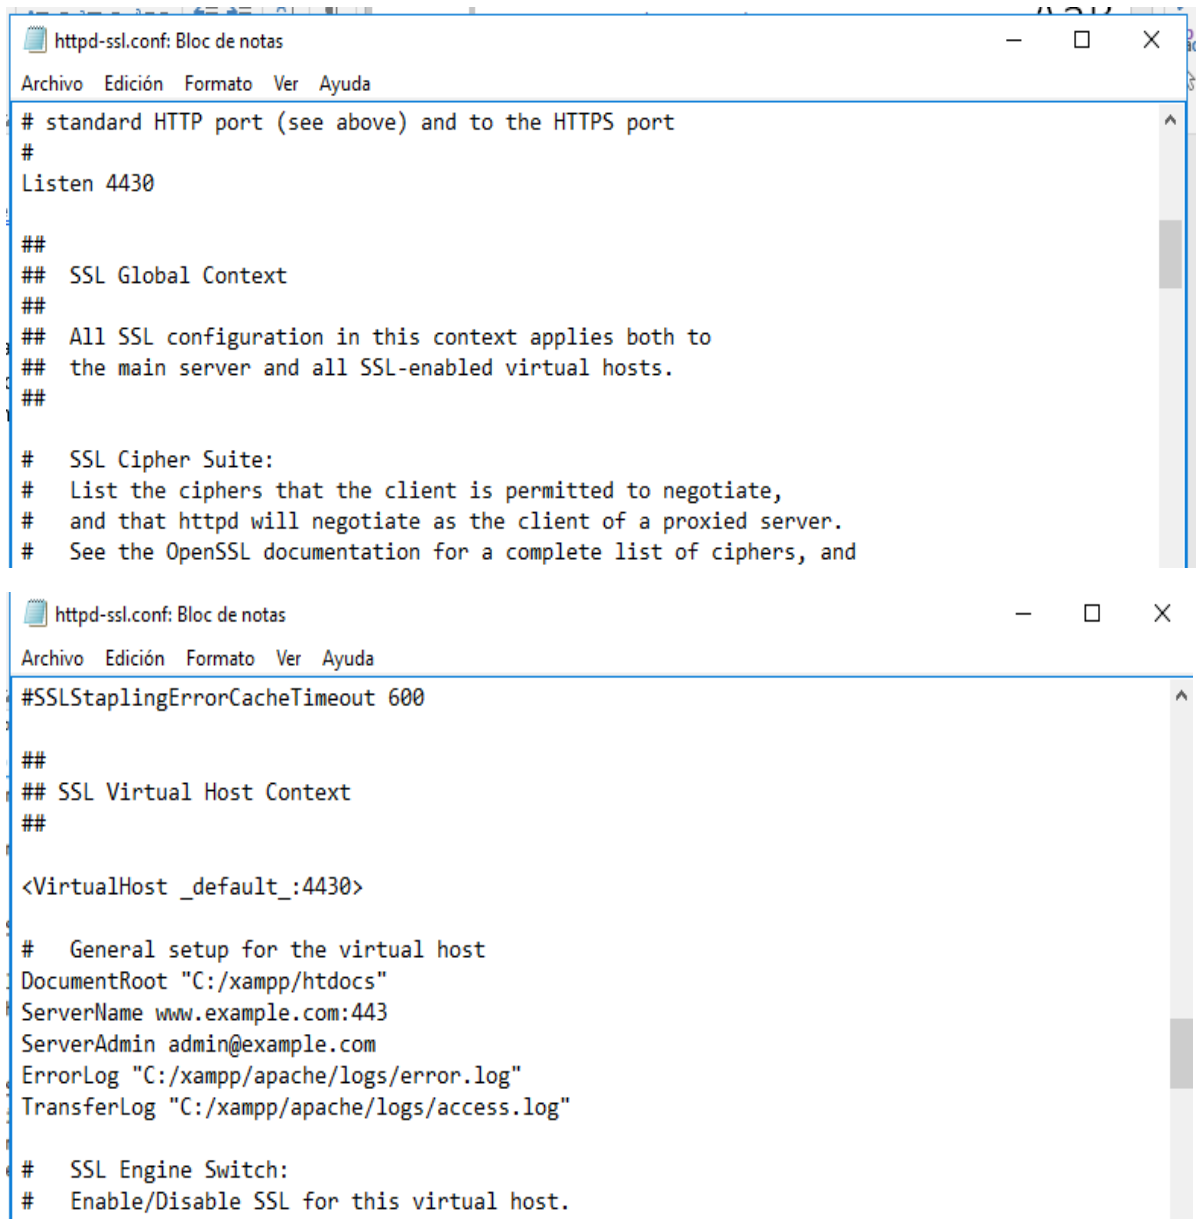 httpd-ssl.conf: Bloc de notas
Archivo Edición Formato Ver Ayuda
# standard HTTP port (see above) and to the HTTPS port
#
Listen 4430
##
## SSL Global Context
##
## All SSL configuration in this context applies both to
## the main server and all SSL-enabled virtual hosts.
##
# SSL Cipher Suite:
# List the ciphers that the client is permitted to negotiate,
# and that httpd will negotiate as the client of a proxied server.
# See the OpenSSL documentation for a complete list of ciphers, and
httpd-ssl.conf: Bloc de notas
Archivo Edición Formato Ver Ayuda
#SSLStaplingErrorCacheTimeout 600
##
## SSL Virtual Host Context
##
<VirtualHost _default_:4430>
# General setup for the virtual host
DocumentRoot "C:/xampp/htdocs"
ServerName www.example.com:443
ServerAdmin admin@example.com
ErrorLog "C:/xampp/apache/logs/error.log"
TransferLog "C:/xampp/apache/logs/access.log"
# SSL Engine Switch:
# Enable/Disable SSL for this virtual host.